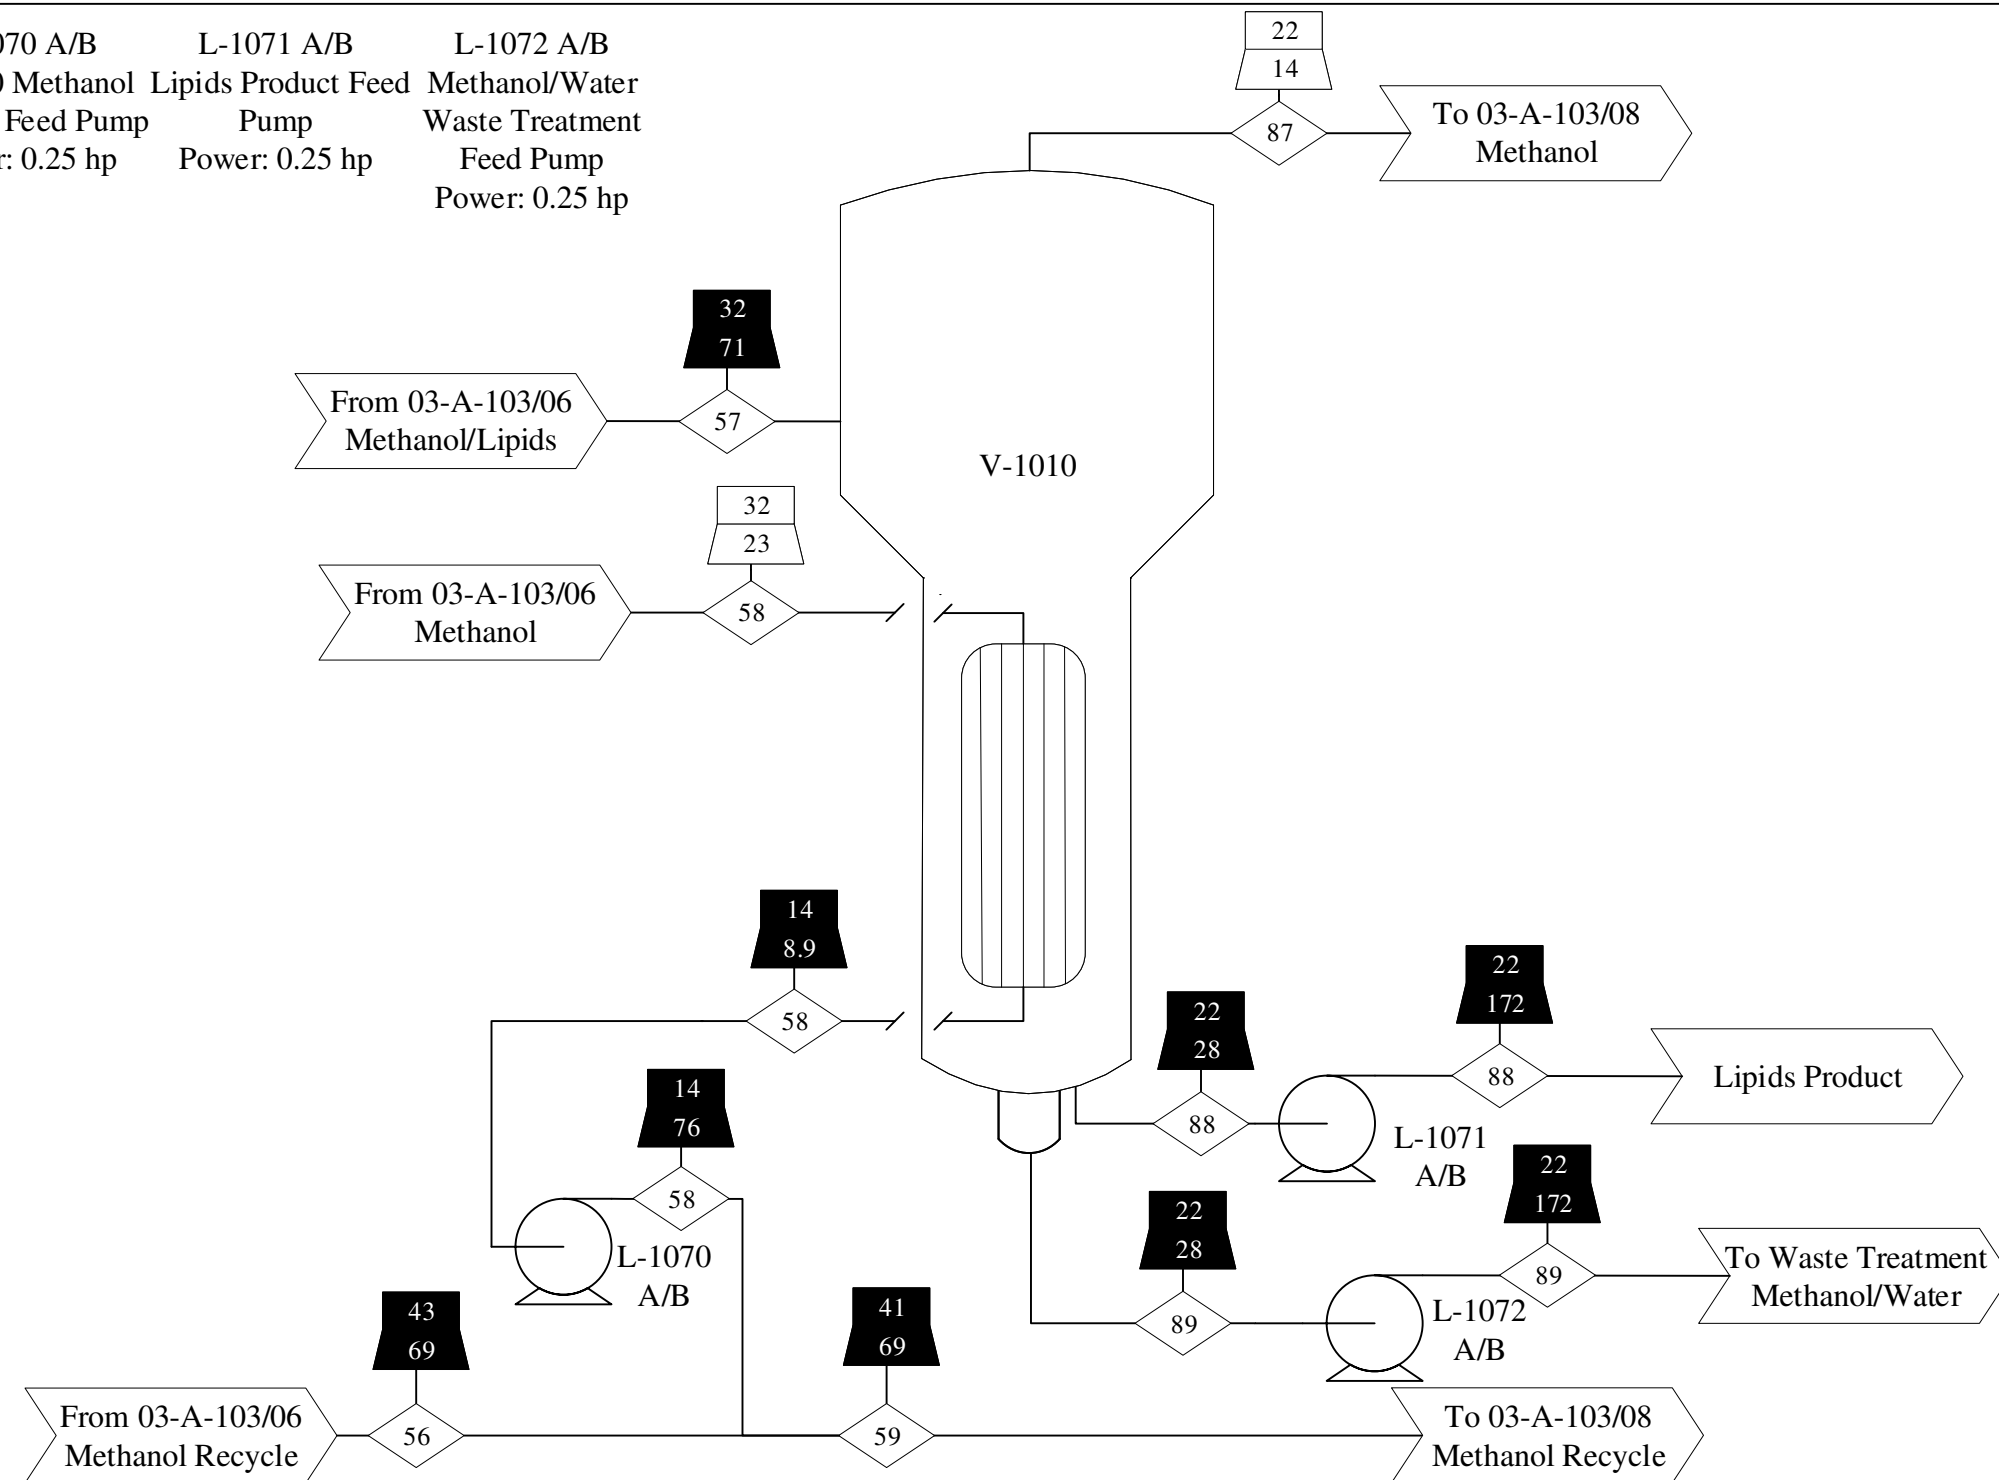 070 A/B
Methanol
Feed Pump
r: 0.25 hp
L-1071 A/B
Lipids Product Feed
Pump
Power: 0.25 hp
L-1072 A/B
Methanol/Water
Waste Treatment
Feed Pump
Power: 0.25 hp
22
14
87
To 03-A-103/08
Methanol
32
71
From 03-A-103/06
Methanol/Lipids
57
V-1010
32
23
From 03-A-103/06
Methanol
58
14
8.9
58
22
28
88
22
172
88
Lipids Product
L-1071
A/B
14
76
58
L-1070
A/B
22
28
89
22
172
89
To Waste Treatment
Methanol/Water
L-1072
A/B
43
69
From 03-A-103/06
Methanol Recycle
56
41
69
59
To 03-A-103/08
Methanol Recycle